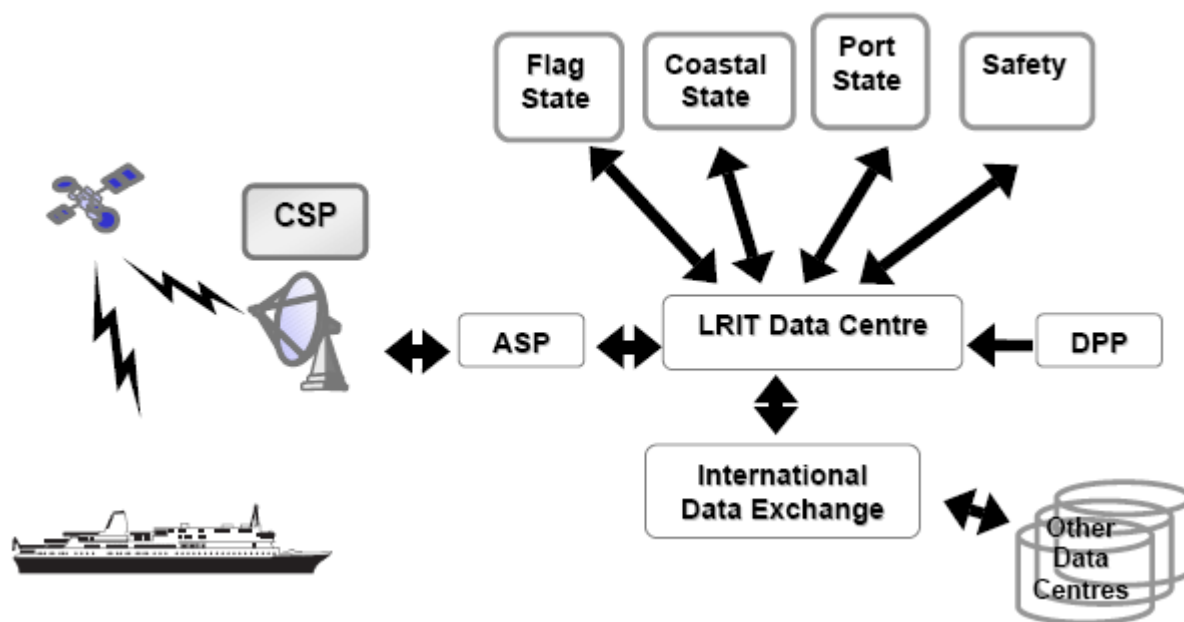 Flag
State
Coastal
State
Port
State
Safety
CSP
ASP
LRIT Data Centre
DPP
International
Data Exchange
Other
Data
Centres